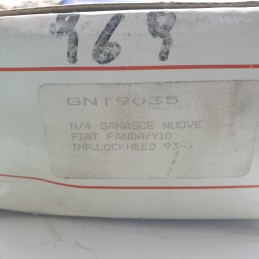 969
GNT9035
N/4 GANASCE NUOVE
FIAT PANDA/Y10
IMP.LOCKHEED 93->